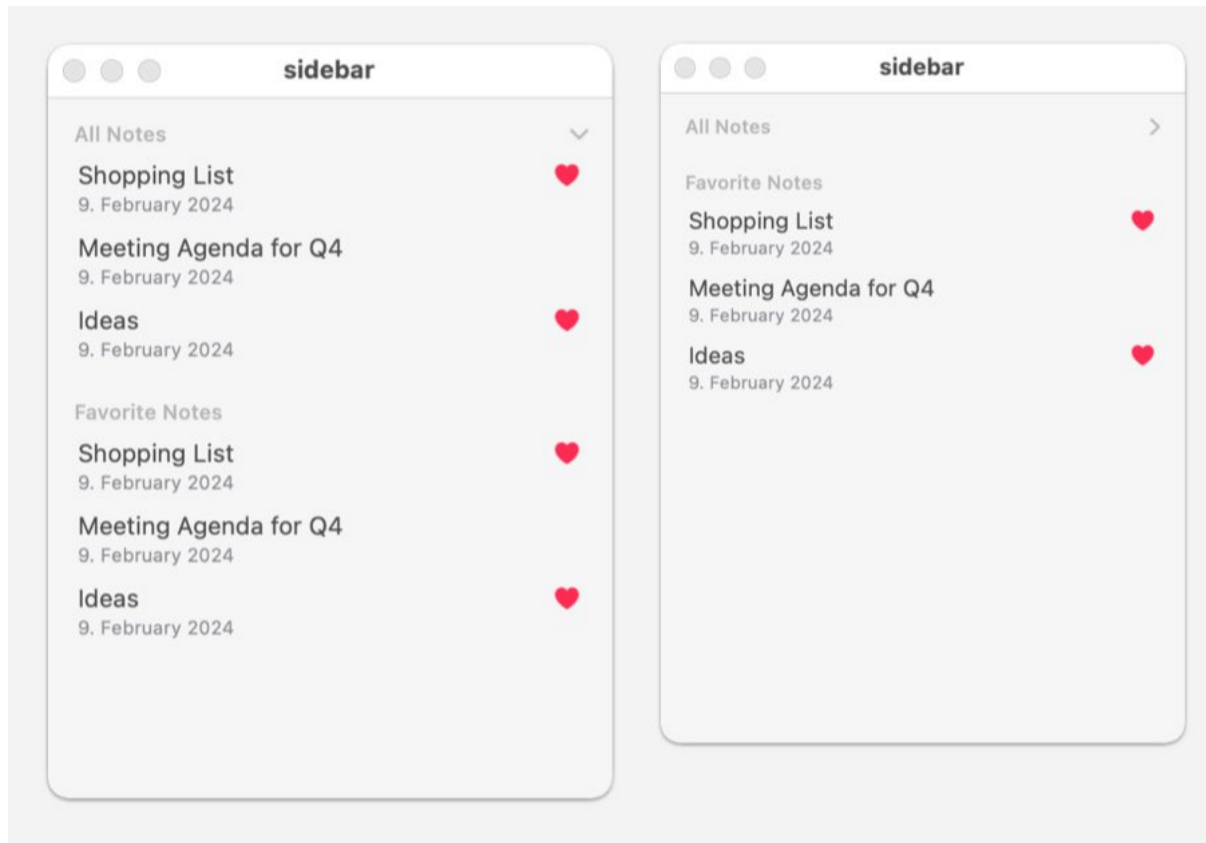 sidebar
All Notes
Shopping List
9. February 2024
Meeting Agenda for Q4
9. February 2024
Ideas
9. February 2024
Favorite Notes
Shopping List
9. February 2024
Meeting Agenda for Q4
9. February 2024
Ideas
9. February 2024
sidebar
All Notes
Favorite Notes
Shopping List
9. February 2024
Meeting Agenda for Q4
9. February 2024
Ideas
9. February 2024